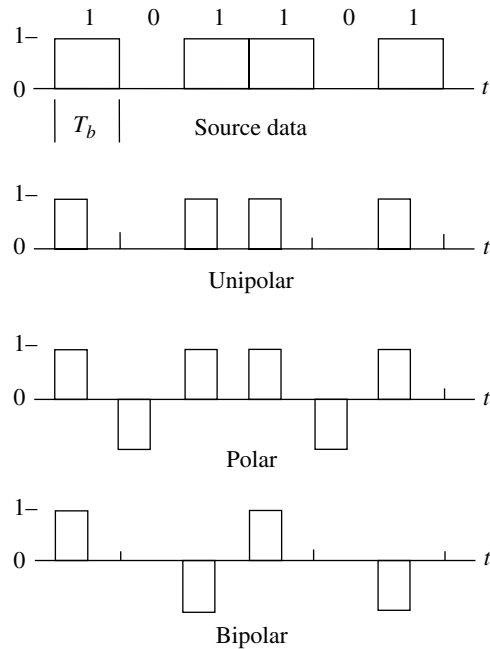 1 0 1 1 0 1
1–
0 t
T_b
Source data
1–
0 t
Unipolar
1–
0 t
Polar
1–
0 t
Bipolar